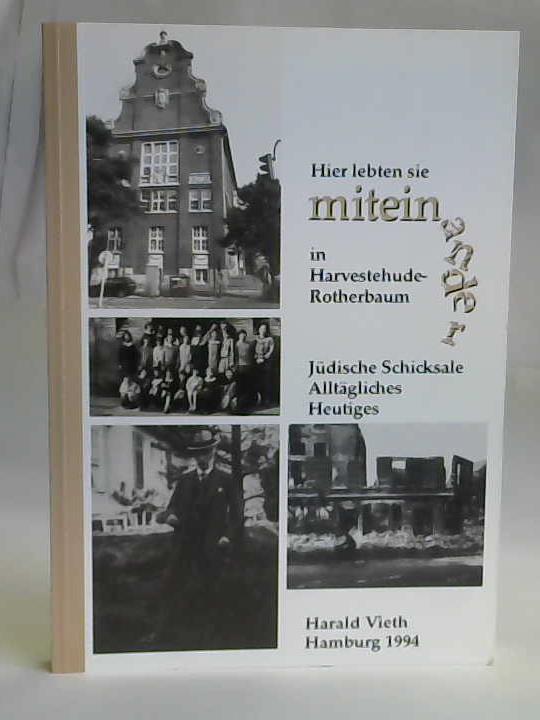 Hier lebten sie
miteinander
in
Harvestehude-
Rotherbaum
Jüdische Schicksale
Alltägliches
Heutiges
Harald Vieth
Hamburg 1994